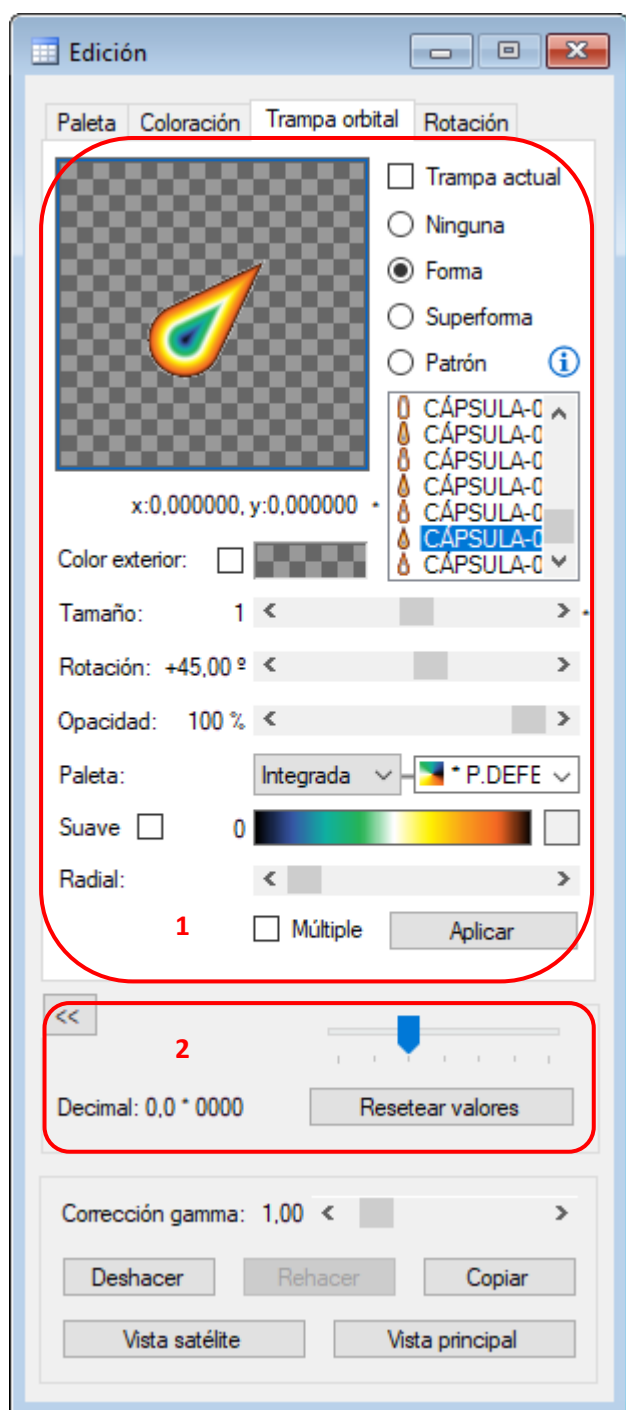 Edición
Paleta Coloración Trampa orbital Rotación
Trampa actual
Ninguna
Forma
Superforma
Patrón
CÁPSULA-0
CÁPSULA-0
CÁPSULA-0
CÁPSULA-0
CÁPSULA-0
CÁPSULA-0
CÁPSULA-0
x:0,000000, y:0,000000 *
Color exterior:
Tamaño: 1 < > *
Rotación: +45,00 º < >
Opacidad: 100 % < >
Paleta: Integrada * P.DEFE
Suave 0
Radial: < >
1 Múltiple Aplicar
<<
2
Decimal: 0,0 * 0000 Resetear valores
Corrección gamma: 1,00 < >
Deshacer Rehacer Copiar
Vista satélite Vista principal